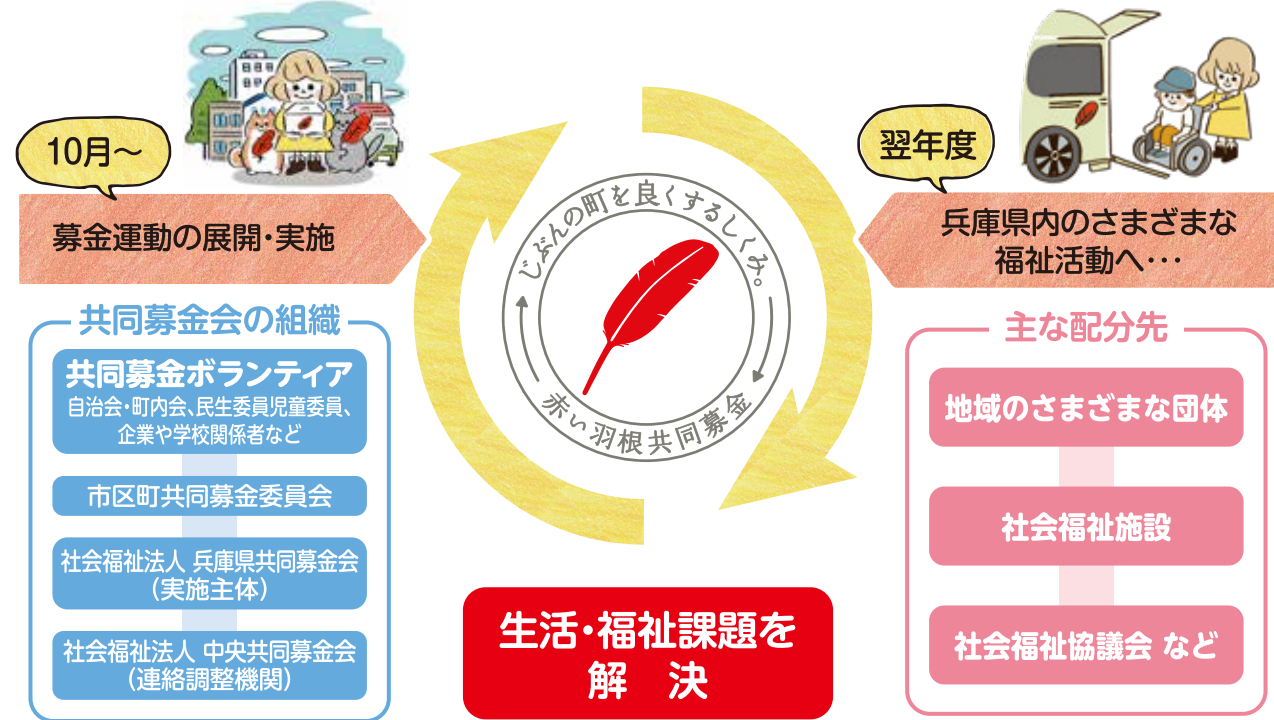 10月～
募金運動の展開・実施
共同募金会の組織
共同募金ボランティア
自治会・町内会、民生委員児童委員、
企業や学校関係者など
市区町共同募金委員会
社会福祉法人 兵庫県共同募金会
（実施主体）
社会福祉法人 中央共同募金会
（連絡調整機関）
じぶんの町を良くするしくみ。
赤い羽根共同募金
生活・福祉課題を
解　決
翌年度
兵庫県内のさまざまな
福祉活動へ・・・
主な配分先
地域のさまざまな団体
社会福祉施設
社会福祉協議会 など